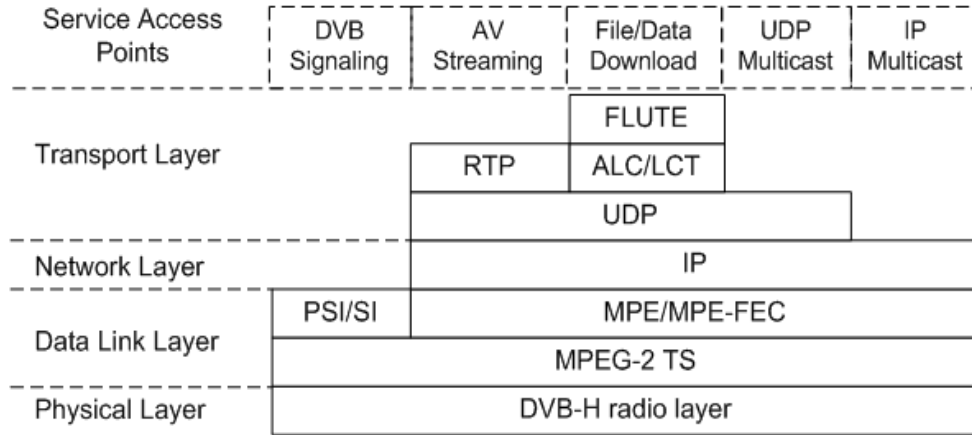 Service Access
Points
DVB
Signaling
AV
Streaming
File/Data
Download
UDP
Multicast
IP
Multicast
Transport Layer
FLUTE
RTP
ALC/LCT
UDP
Network Layer
IP
Data Link Layer
PSI/SI
MPE/MPE-FEC
MPEG-2 TS
Physical Layer
DVB-H radio layer